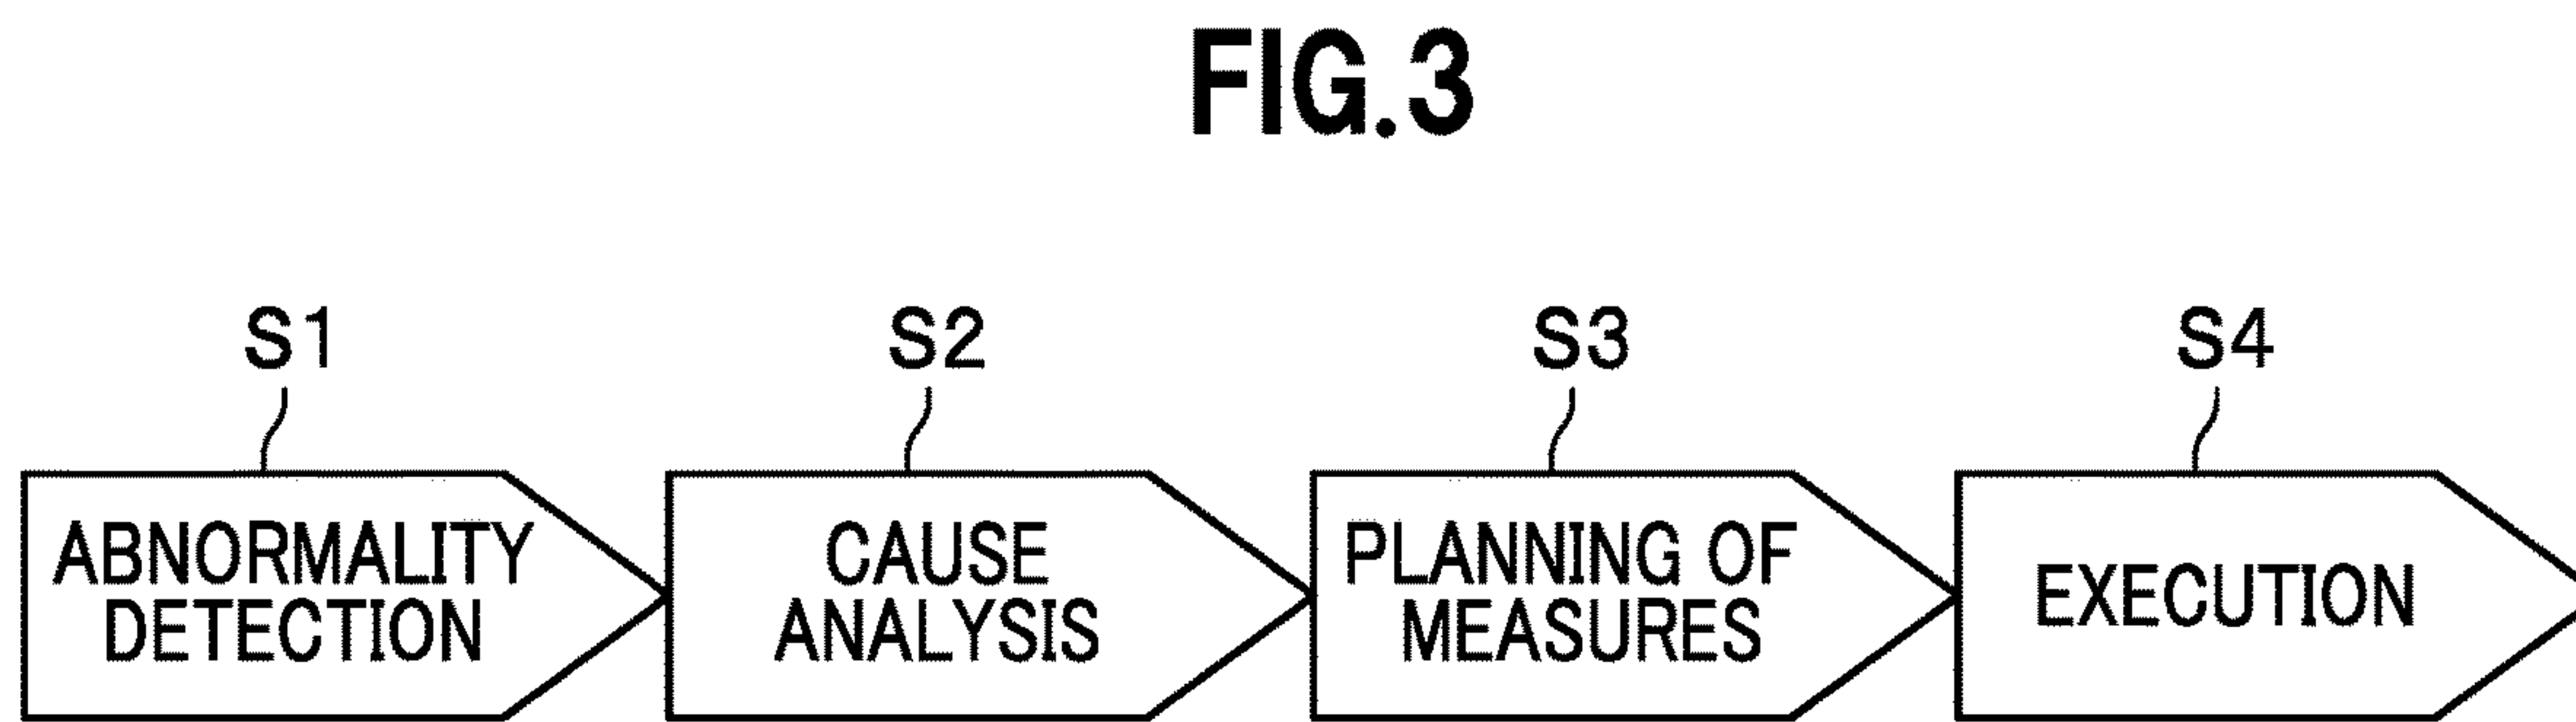 FIG.3
S1
S2
S3
S4
ABNORMALITY
DETECTION
CAUSE
ANALYSIS
PLANNING OF
MEASURES
EXECUTION